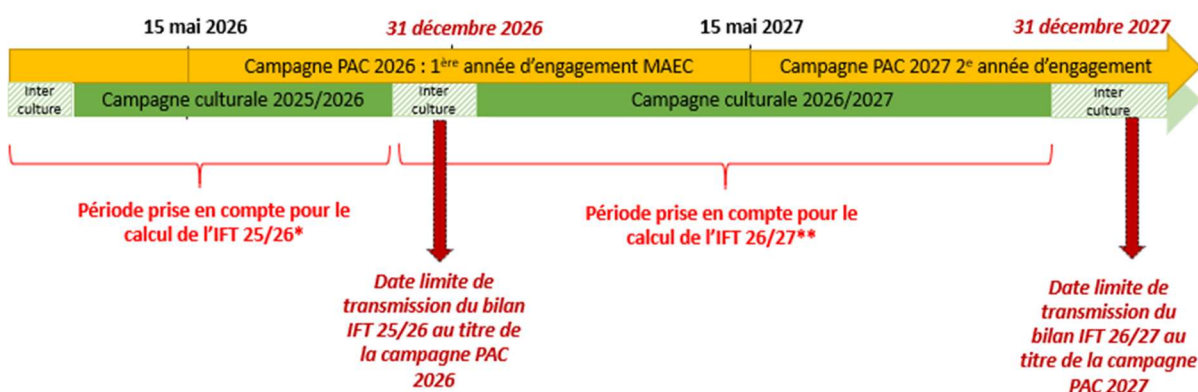 15 mai 2026
31 décembre 2026
15 mai 2027
31 décembre 2027
Campagne PAC 2026 : 1ère année d’engagement MAEC
Campagne PAC 2027 2e année d’engagement
Inter
culture
Campagne culturale 2025/2026
Inter
culture
Campagne culturale 2026/2027
Inter
culture
Période prise en compte pour le
calcul de l’IFT 25/26*
Période prise en compte pour le
calcul de l’IFT 26/27**
Date limite de
transmission du bilan
IFT 25/26 au titre de
la campagne PAC
2026
Date limite de
transmission du
bilan IFT 26/27 au
titre de la campagne
PAC 2027